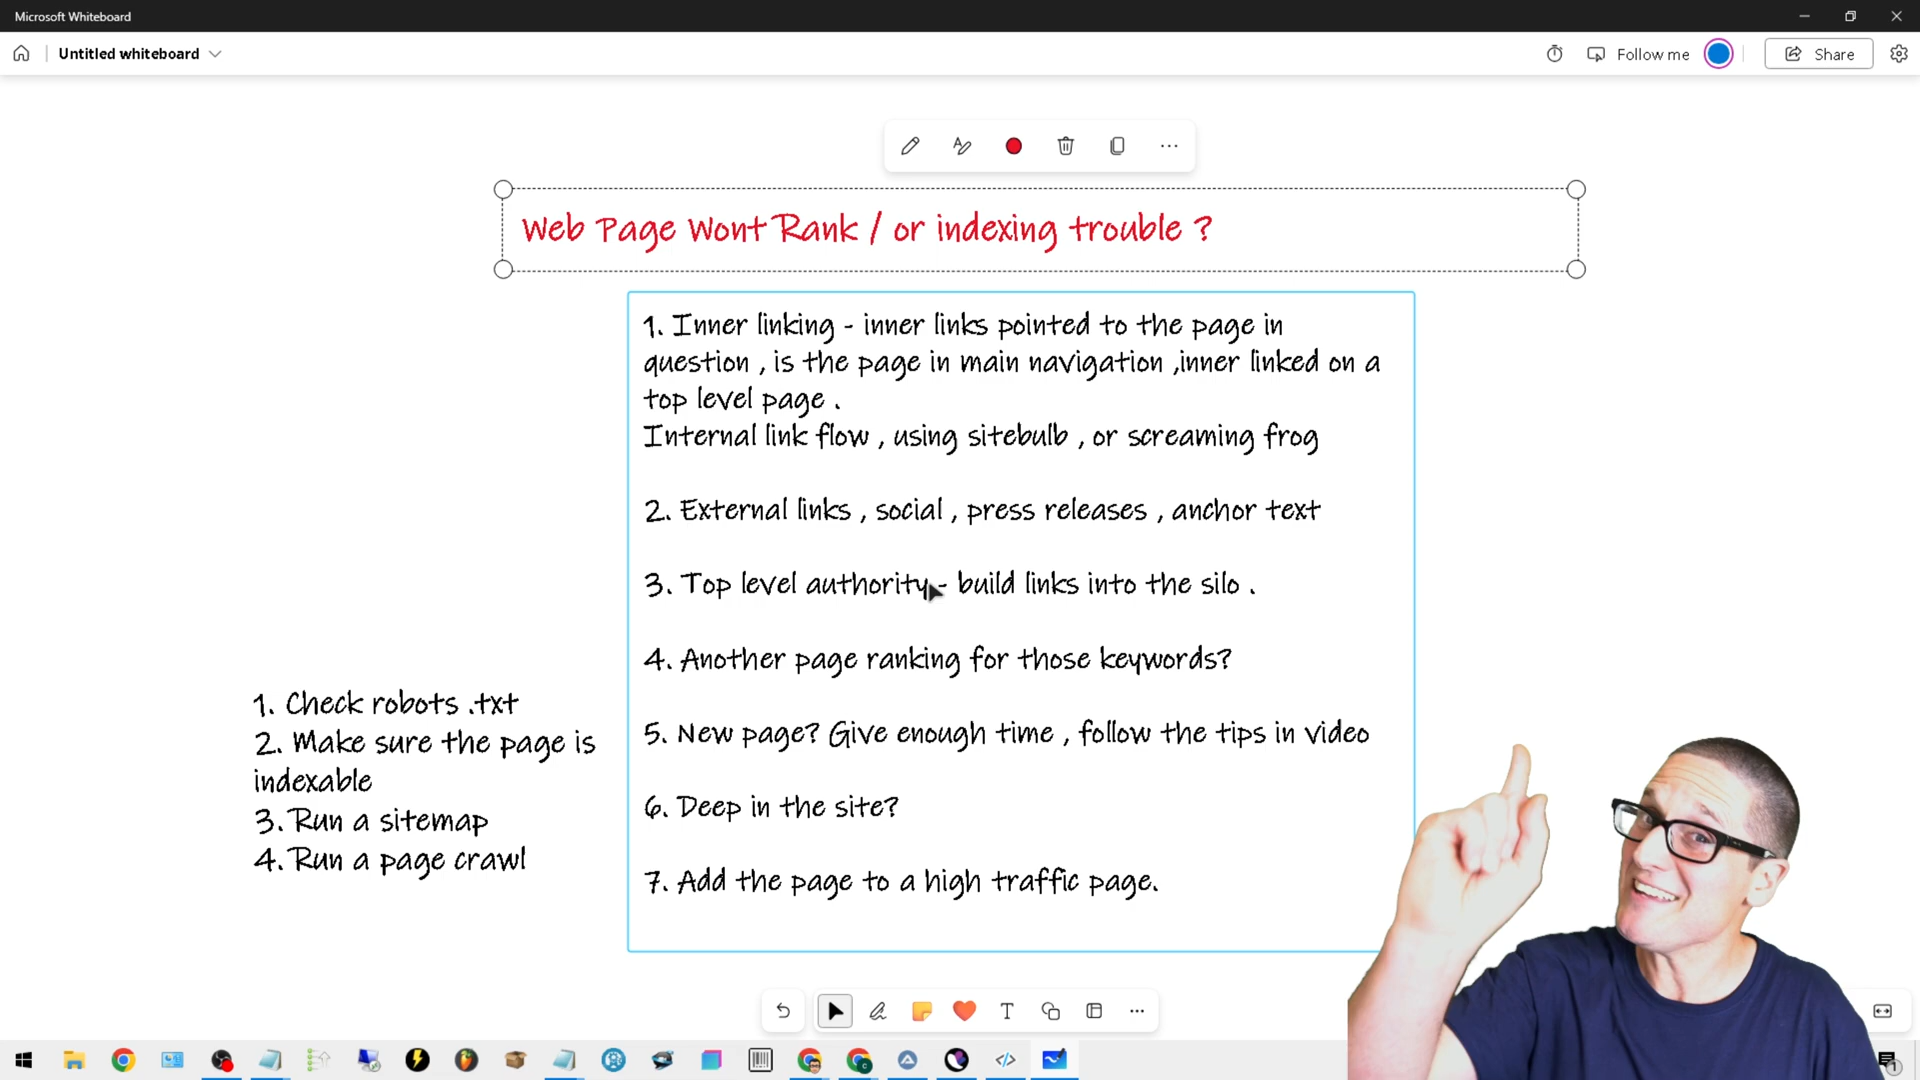 Microsoft Whiteboard
Untitled whiteboard
Follow me
Share
Web Page Wont Rank / or indexing trouble ?
1. Inner linking - inner links pointed to the page in
question , is the page in main navigation ,inner linked on a
top level page .
Internal link flow , using sitebulb , or screaming frog
2. External links , social , press releases , anchor text
3. Top level authority - build links into the silo .
4. Another page ranking for those keywords?
5. New page? Give enough time , follow the tips in video
6. Deep in the site?
7. Add the page to a high traffic page.
1. Check robots .txt
2. Make sure the page is
indexable
3. Run a sitemap
4. Run a page crawl
1